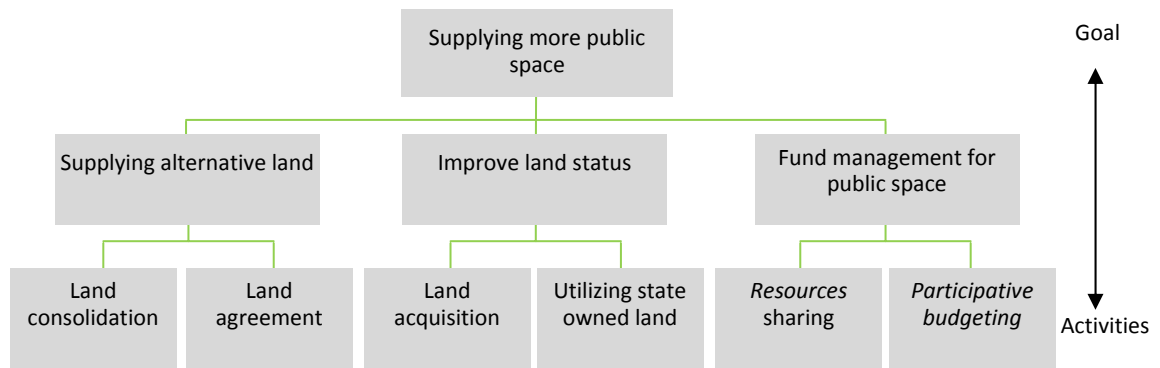 Supplying more public
space
Goal
Supplying alternative land
Improve land status
Fund management for
public space
Land
consolidation
Land
agreement
Land
acquisition
Utilizing state
owned land
Resources
sharing
Participative
budgeting
Activities